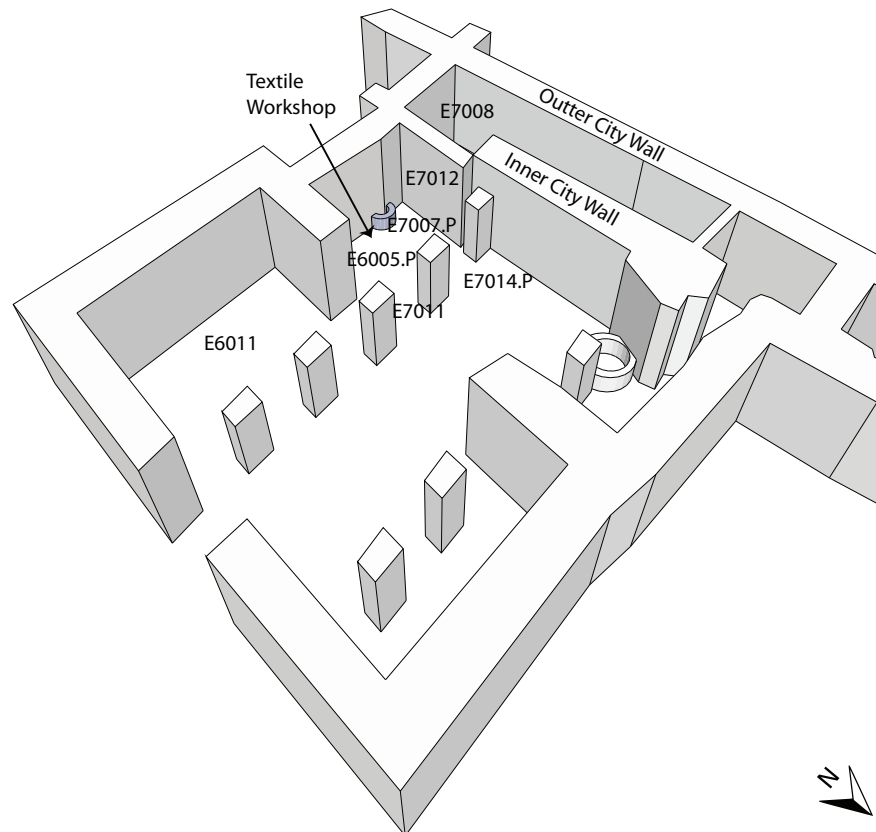 Textile
Workshop
E7008
Outter City Wall
Inner City Wall
E7012
E7007.P
E6005.P
E7014.P
E7011
E6011
N